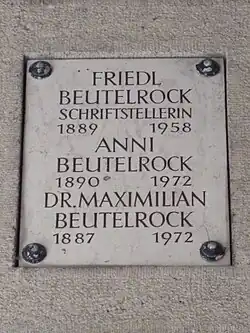 FRIEDL
BEUTELROCK
SCHRIFTSTELLERIN
1889 1958
ANNI
BEUTELROCK
1890 1972
DR. MAXIMILIAN
BEUTELROCK
1887 1972